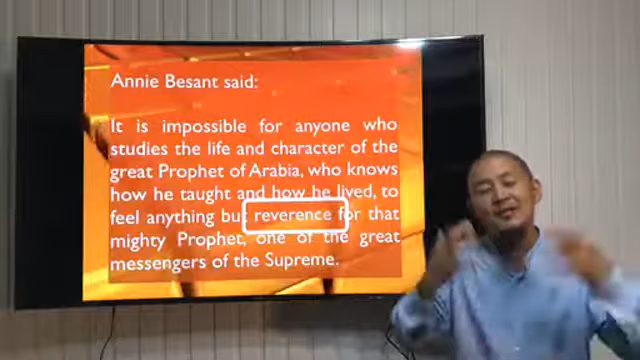 Annie Besant said:
It is impossible for anyone who
studies the life and character of the
great Prophet of Arabia, who knows
how he taught and how he lived, to
feel anything but reverence for that
mighty Prophet, one of the great
messengers of the Supreme.